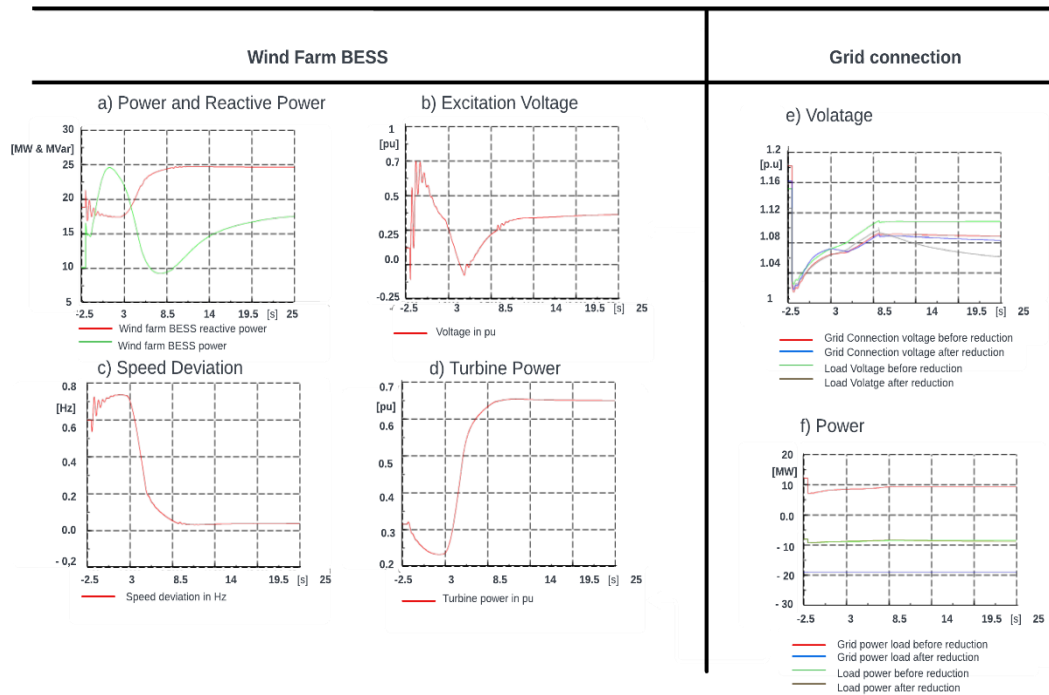 Wind Farm BESS
Grid connection
a) Power and Reactive Power
30
[MW & MVar]
25
20
15
10
5
-2.5 3 8.5 14 19.5 [s] 25
Wind farm BESS reactive power
Wind farm BESS power
b) Excitation Voltage
1
[pu]
0.7
0.5
0.25
0.0
-0.25
-2.5 3 8.5 14 19.5 [s] 25
Voltage in pu
c) Speed Deviation
0.8
[Hz]
0.6
0.4
0.2
0.0
- 0,2
-2.5 3 8.5 14 19.5 [s] 25
Speed deviation in Hz
d) Turbine Power
0.7
[pu]
0.6
0.5
0.4
0.3
0.2
-2.5 3 8.5 14 19.5 [s] 25
Turbine power in pu
e) Volatage
1.2
[p.u]
1.16
1.12
1.08
1.04
1
-2.5 3 8.5 14 19.5 [s] 25
Grid Connection voltage before reduction
Grid Connection voltage after reduction
Load Voltage before reduction
Load Volatge after reduction
f) Power
20
[MW]
10
0.0
- 10
- 20
- 30
-2.5 3 8.5 14 19.5 [s] 25
Grid power load before reduction
Grid power load after reduction
Load power before reduction
Load power after reduction